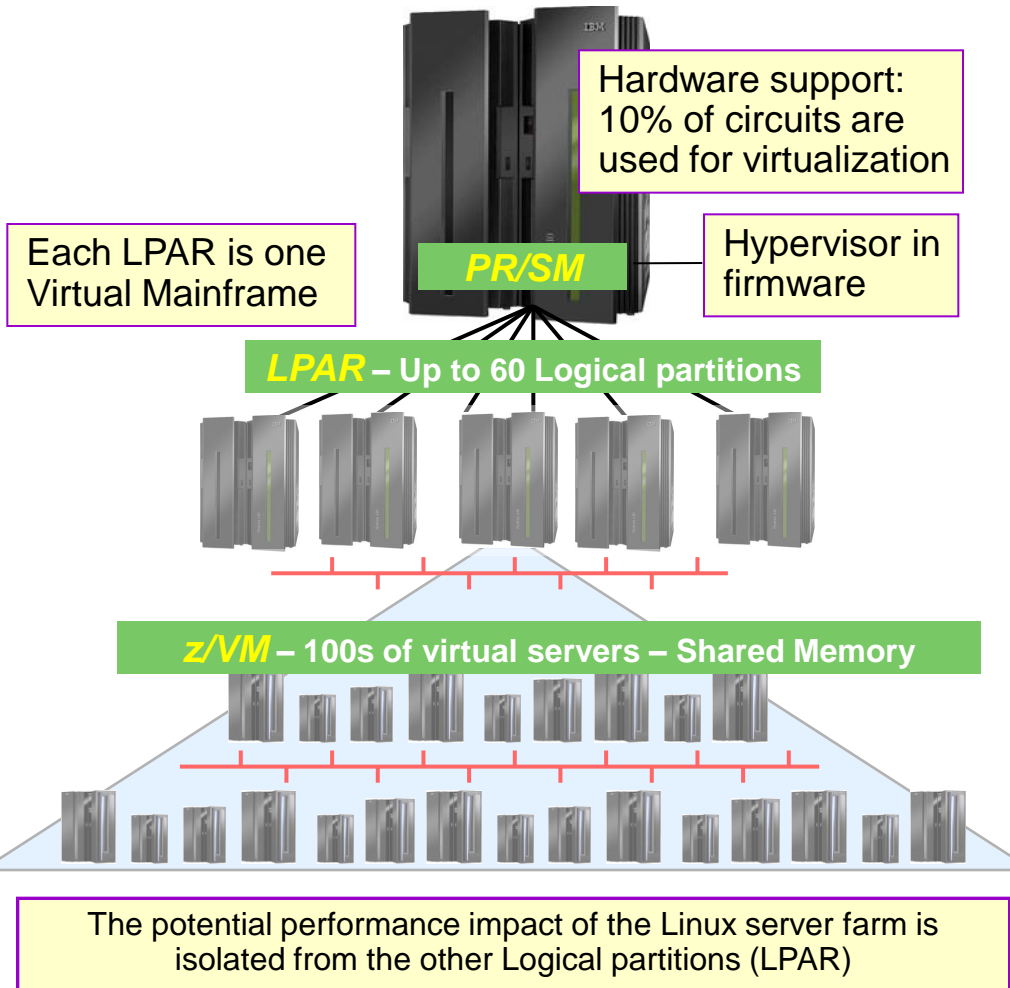 IBM
Hardware support:
10% of circuits are
used for virtualization
Each LPAR is one
Virtual Mainframe
PR/SM
Hypervisor in
firmware
LPAR – Up to 60 Logical partitions
z/VM – 100s of virtual servers – Shared Memory
The potential performance impact of the Linux server farm is
isolated from the other Logical partitions (LPAR)